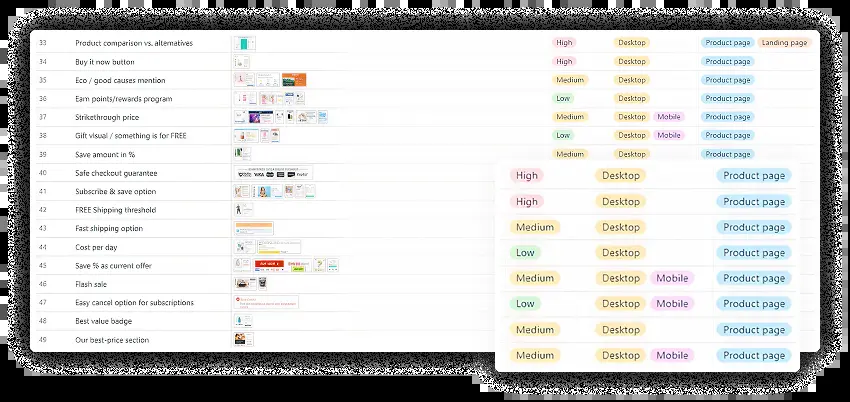 33 Product comparison vs. alternatives High Desktop Product page Landing page
34 Buy it now button High Desktop Product page
35 Eco / good causes mention Medium Desktop Product page
36 Earn points/rewards program Low Desktop Product page
37 Strikethrough price Medium Desktop Mobile Product page
38 Gift visual / something is for FREE Low Desktop Mobile Product page
39 Save amount in % Medium Desktop Product page
40 Safe checkout guarantee
41 Subscribe & save option
42 FREE Shipping threshold
43 Fast shipping option
44 Cost per day
45 Save % as current offer
46 Flash sale
47 Easy cancel option for subscriptions
48 Best value badge
49 Our best-price section
High Desktop Product page
High Desktop Product page
Medium Desktop Product page
Low Desktop Product page
Medium Desktop Mobile Product page
Low Desktop Mobile Product page
Medium Desktop Product page
Medium Desktop Mobile Product page